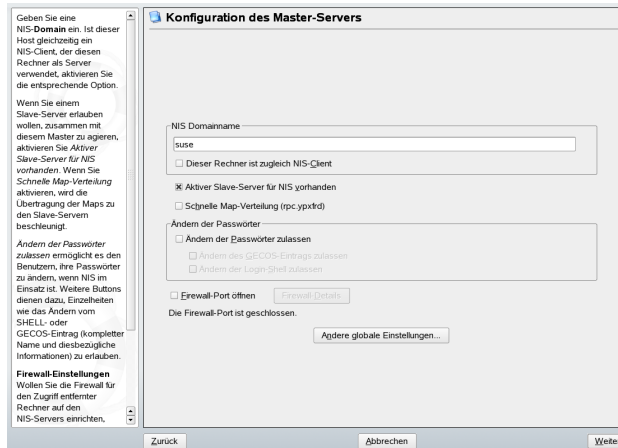 Geben Sie eine
NIS-Domain ein. Ist dieser
Host gleichzeitig ein
NIS-Client, der diesen
Rechner als Server
verwendet, aktivieren Sie
die entsprechende Option.
Wenn Sie einem
Slave-Server erlauben
wollen, zusammen mit
diesem Master zu agieren,
aktivieren Sie Aktiver
Slave-Server für NIS
vorhanden. Wenn Sie
Schnelle Map-Verteilung
aktivieren, wird die
Übertragung der Maps zu
den Slave-Servern
beschleunigt.
Ändern der Passwörter
zulassen ermöglicht es den
Benutzern, ihre Passwörter
zu ändern, wenn NIS im
Einsatz ist. Weitere Buttons
dienen dazu, Einzelheiten
wie das Ändern vom
SHELL- oder
GECOS-Eintrag (kompletter
Name und diesbezügliche
Informationen) zu erlauben.
Firewall-Einstellungen
Wollen Sie die Firewall für
den Zugriff entfernter
Rechner auf den
NIS-Servers einrichten,
Konfiguration des Master-Servers
NIS Domainname
suse
Dieser Rechner ist zugleich NIS-Client
Aktiver Slave-Server für NIS vorhanden
Schnelle Map-Verteilung (rpc.ypxfrd)
Ändern der Passwörter
Ändern der Passwörter zulassen
Ändern des GECOS-Eintrags zulassen
Ändern der Login-Shell zulassen
Firewall-Port öffnen Firewall-Details
Die Firewall-Port ist geschlossen.
Andere globale Einstellungen...
Zurück Abbrechen Weiter